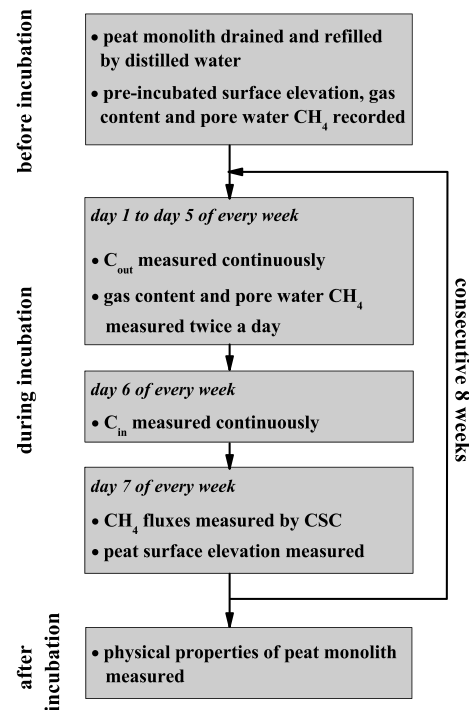 before incubation
• peat monolith drained and refilled
by distilled water
• pre-incubated surface elevation, gas
content and pore water CH4 recorded
during incubation
day 1 to day 5 of every week
• Cout measured continuously
• gas content and pore water CH4
measured twice a day
day 6 of every week
• Cin measured continuously
day 7 of every week
• CH4 fluxes measured by CSC
• peat surface elevation measured
consecutive 8 weeks
after
incubation
• physical properties of peat monolith
measured